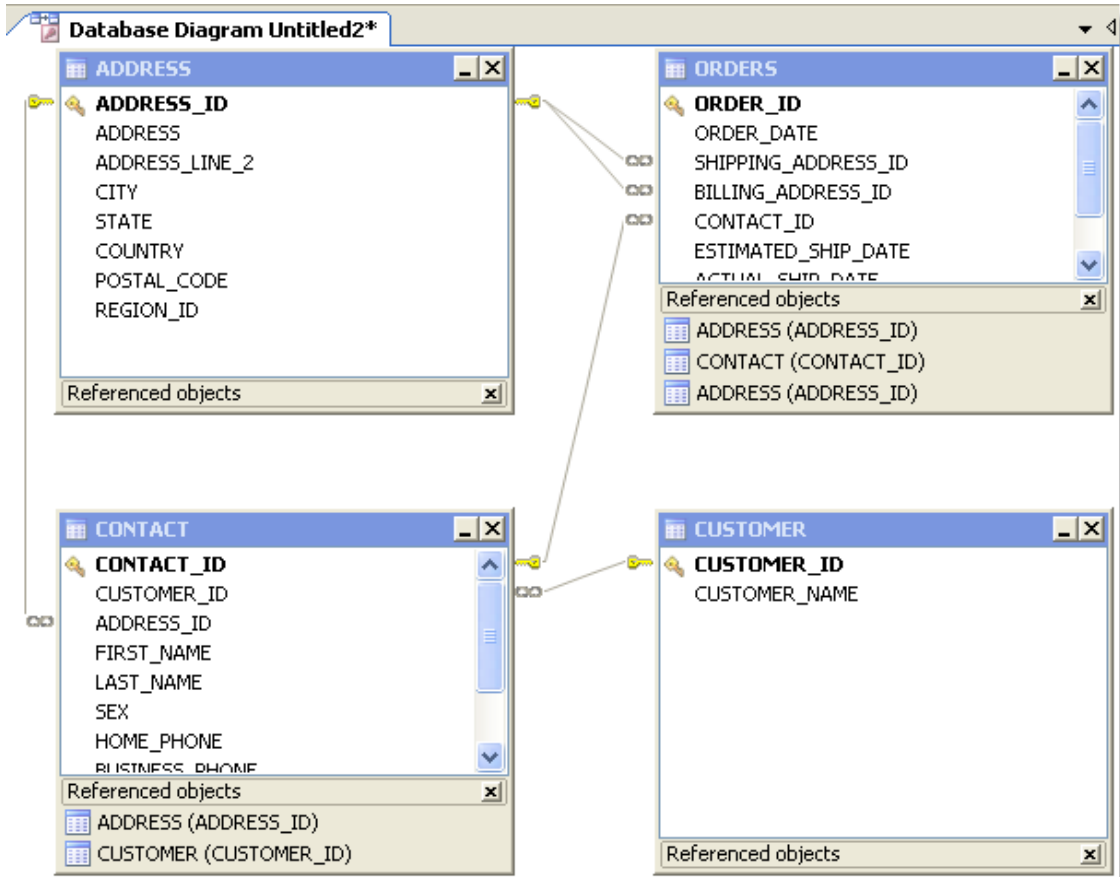 Database Diagram Untitled2*
ADDRESS
ADDRESS_ID
ADDRESS
ADDRESS_LINE_2
CITY
STATE
COUNTRY
POSTAL_CODE
REGION_ID
Referenced objects
ORDERS
ORDER_ID
ORDER_DATE
SHIPPING_ADDRESS_ID
BILLING_ADDRESS_ID
CONTACT_ID
ESTIMATED_SHIP_DATE
ACTUAL_SHIP_DATE
Referenced objects
ADDRESS (ADDRESS_ID)
CONTACT (CONTACT_ID)
ADDRESS (ADDRESS_ID)
CONTACT
CONTACT_ID
CUSTOMER_ID
ADDRESS_ID
FIRST_NAME
LAST_NAME
SEX
HOME_PHONE
BUSINESS_PHONE
Referenced objects
ADDRESS (ADDRESS_ID)
CUSTOMER (CUSTOMER_ID)
CUSTOMER
CUSTOMER_ID
CUSTOMER_NAME
Referenced objects